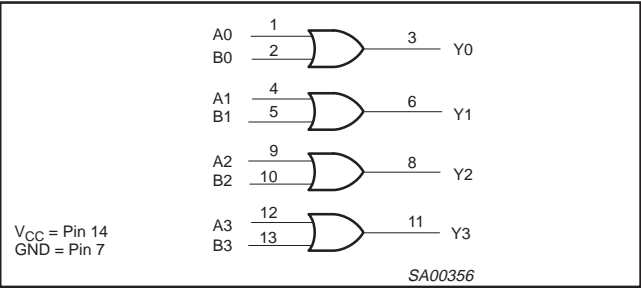 A0 1
B0 2
3 Y0
A1 4
B1 5
6 Y1
A2 9
B2 10
8 Y2
A3 12
B3 13
11 Y3
VCC = Pin 14
GND = Pin 7
SA00356